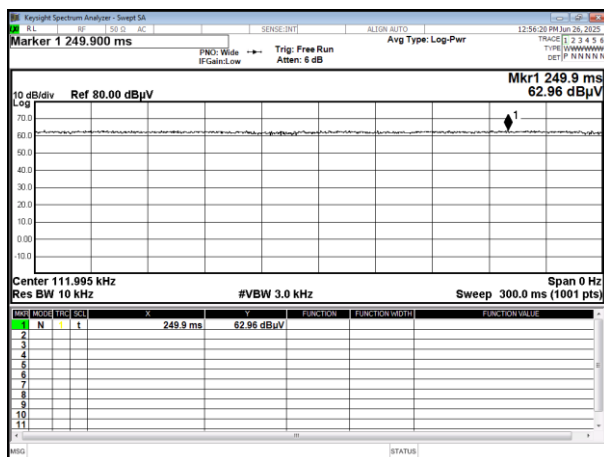 Keysight Spectrum Analyzer - Swept SA
RL RF 50 Ω AC SENSE:INT ALIGN AUTO 12:56:20 PM Jun 26, 2025
Marker 1 249.900 ms
PNO: Wide
IFGain:Low
Trig: Free Run
Atten: 6 dB
Avg Type: Log-Pwr
TRACE 1 2 3 4 5 6
TYPE WWWWWW
DET P NNNNN
Mkr1 249.9 ms
62.96 dBµV
10 dB/div Ref 80.00 dBµV
Log
1
70.0
60.0
50.0
40.0
30.0
20.0
10.0
0.00
-10.0
Center 111.995 kHz Span 0 Hz
Res BW 10 kHz #VBW 3.0 kHz Sweep 300.0 ms (1001 pts)
MKR MODE TRC SCL X Y FUNCTION FUNCTION WIDTH FUNCTION VALUE
1 N 1 t 249.9 ms 62.96 dBµV
2
3
4
5
6
7
8
9
10
11
MSG STATUS